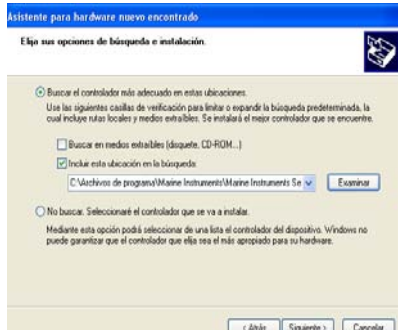 Asistente para hardware nuevo encontrado
Elija sus opciones de búsqueda e instalación.
Buscar el controlador más adecuado en estas ubicaciones.
Use las siguientes casillas de verificación para limitar o expandir la búsqueda predeterminada, la
cual incluye rutas locales y medios extraíbles. Se instalará el mejor controlador que se encuentre.
Buscar en medios extraíbles (disquete, CD-ROM...)
Incluir esta ubicación en la búsqueda:
C:\Archivos de programa\Marine Instruments\Marine Instruments Se
Examinar
No buscar. Seleccionaré el controlador que se va a instalar.
Mediante esta opción podrá seleccionar de una lista el controlador del dispositivo. Windows no
puede garantizar que el controlador que elija sea el más apropiado para su hardware.
< Atrás Siguiente > Cancelar